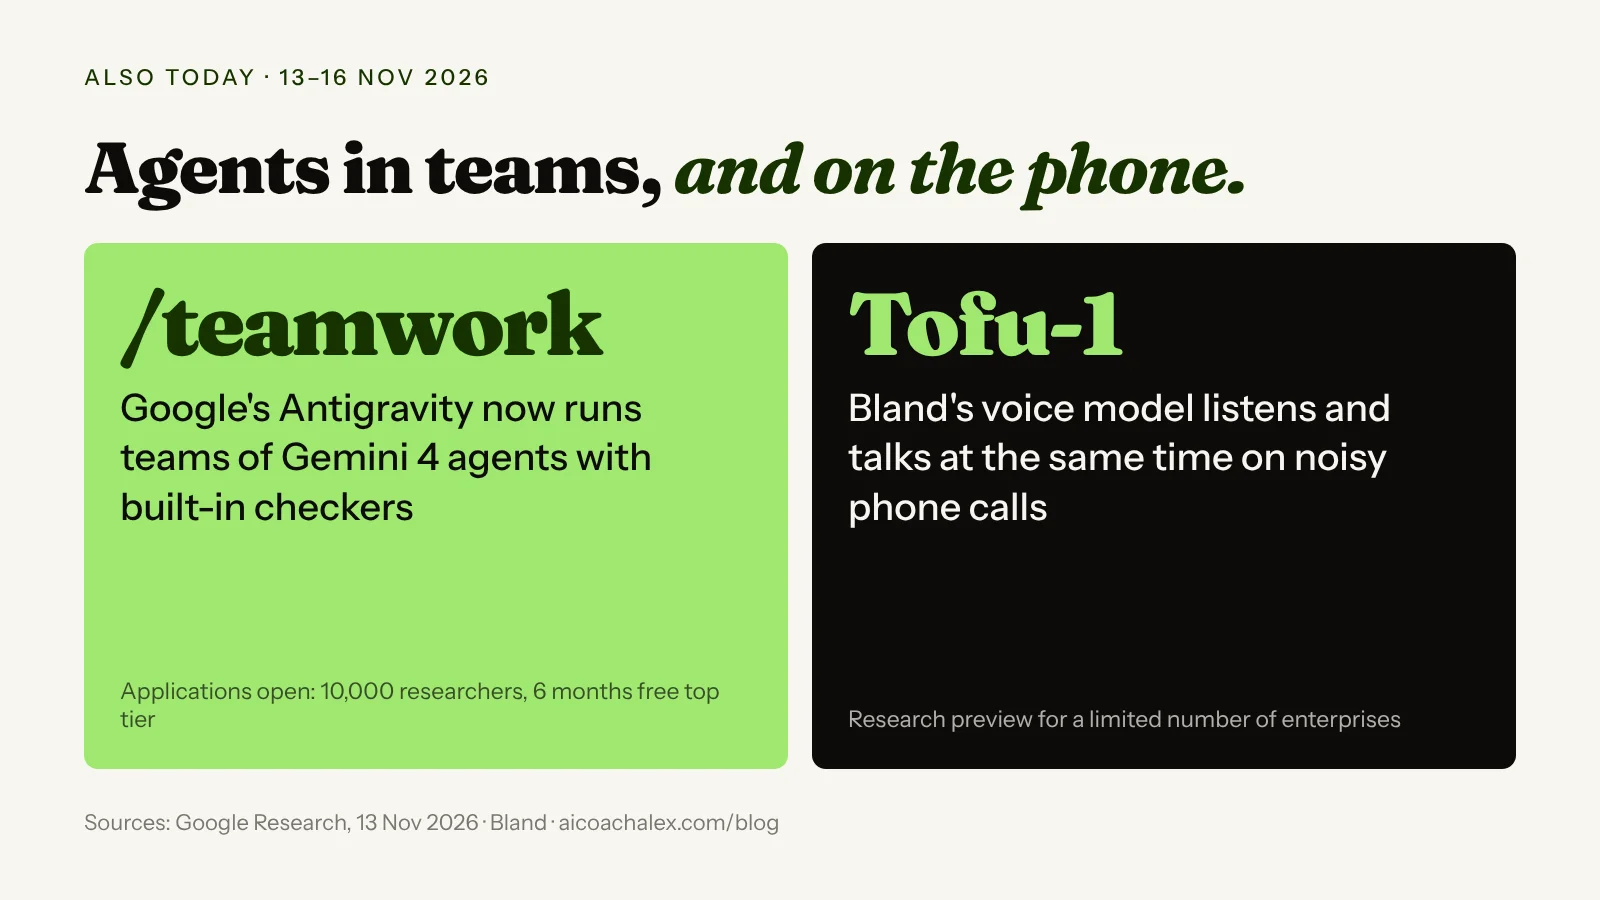 ALSO TODAY · 13–16 NOV 2026
Agents in teams, and on the phone.
/teamwork
Google's Antigravity now runs
teams of Gemini 4 agents with
built-in checkers
Applications open: 10,000 researchers, 6 months free top
tier
Tofu-1
Bland's voice model listens and
talks at the same time on noisy
phone calls
Research preview for a limited number of enterprises
Sources: Google Research, 13 Nov 2026 · Bland · aicoachalex.com/blog